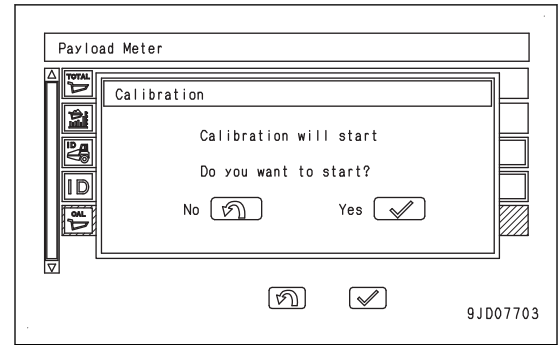 Payload Meter
TOTAL
Calibration
Calibration will start
ID
Do you want to start?
ID
No Yes
CAL
9JD07703